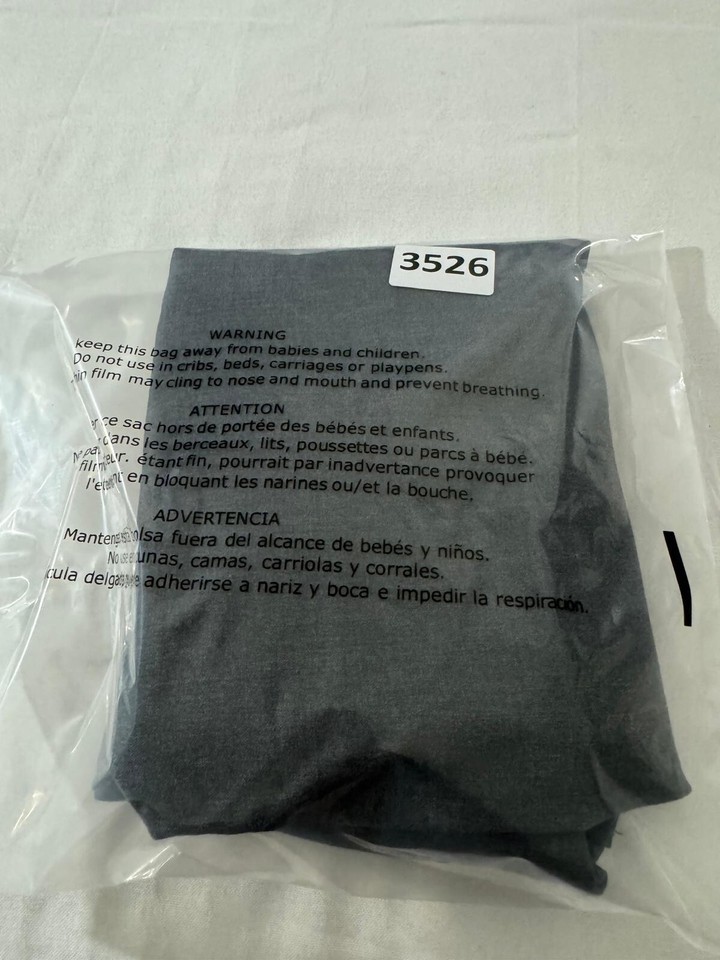 3526
WARNING
keep this bag away from babies and children.
Do not use in cribs, beds, carriages or playpens.
film may cling to nose and mouth and prevent breathing.
ATTENTION
ce sac hors de portée des bébés et enfants.
dans les berceaux, lits, poussettes ou parcs à bébé.
étant fin, pourrait par inadvertance provoquer
en bloquant les narines ou/et la bouche.
ADVERTENCIA
fuera del alcance de bebés y niños.
camas, carriolas y corrales.
adherirse a nariz y boca e impedir la respiración.